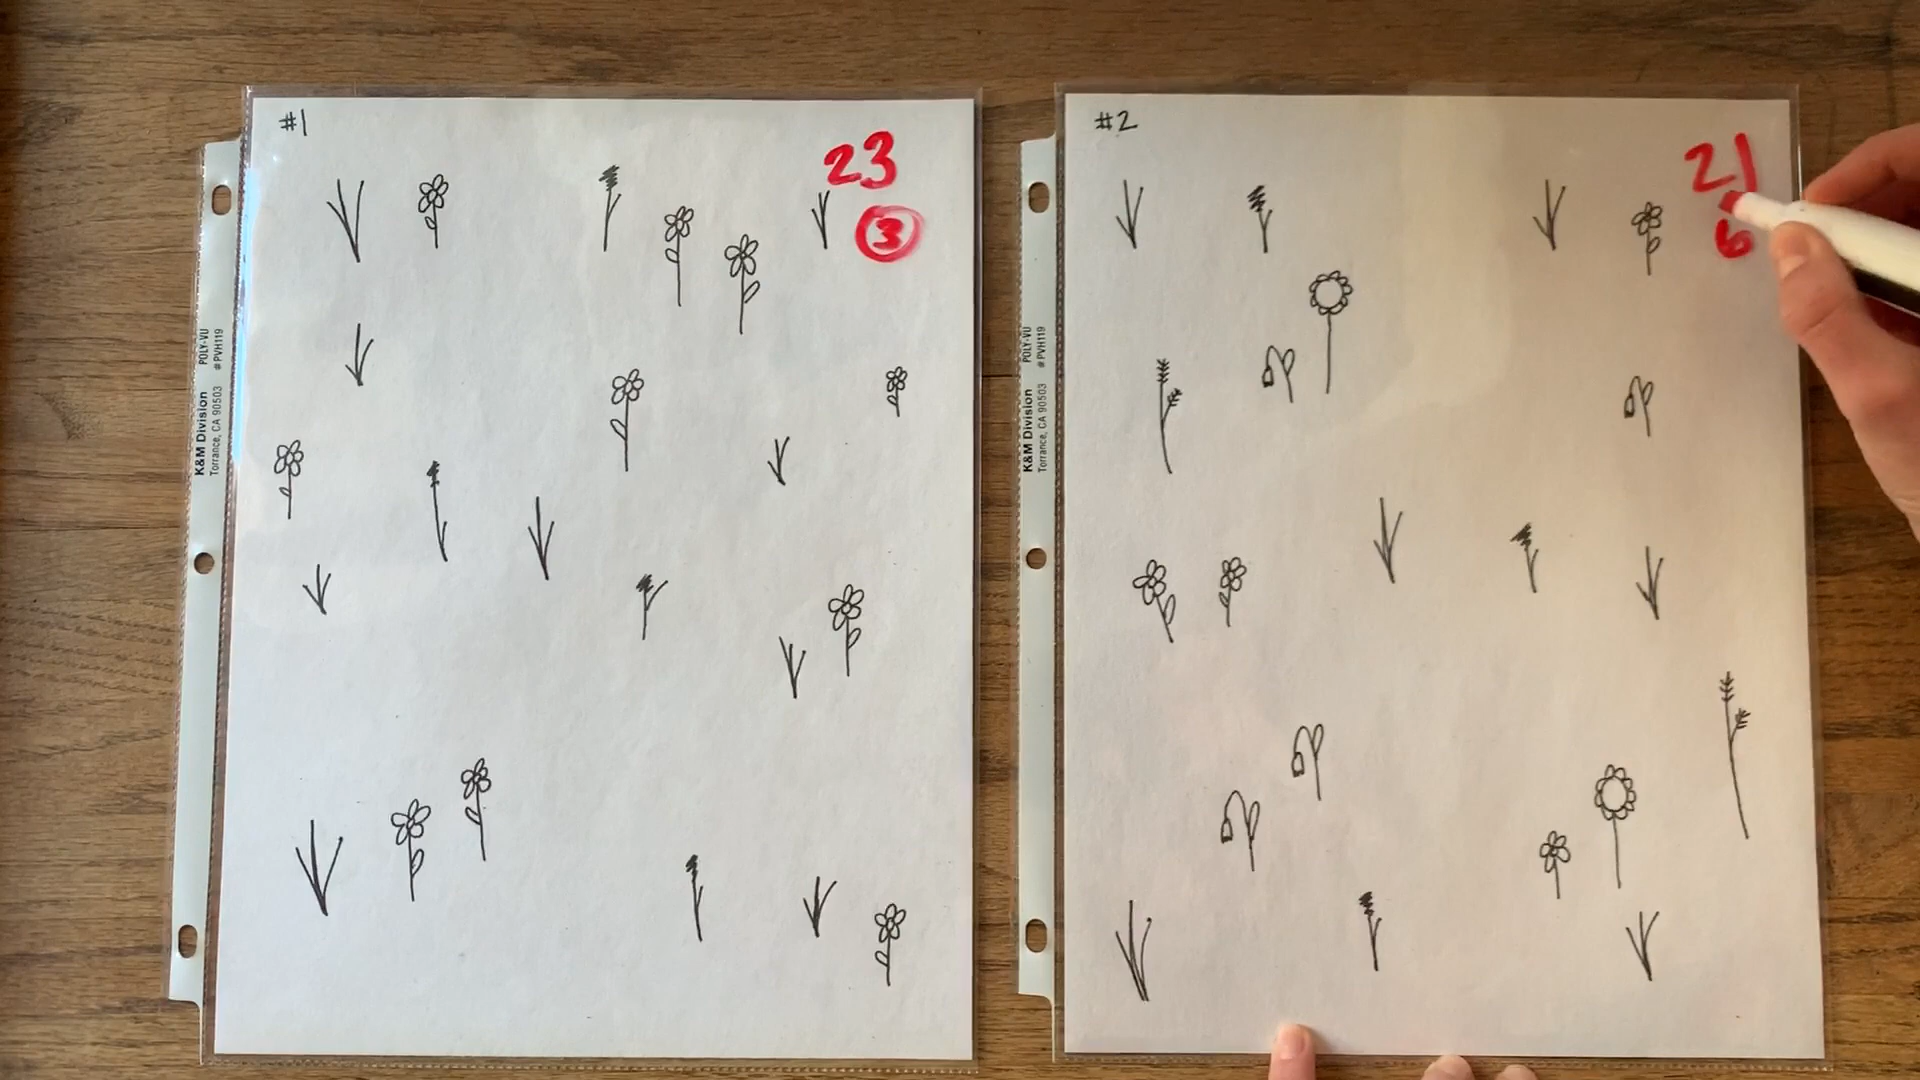 #1
23
3
K&M Division POLY-VU
Torrance, CA 90503 #PVH119
#2
21
6
K&M Division POLY-VU
Torrance, CA 90503 #PVH119